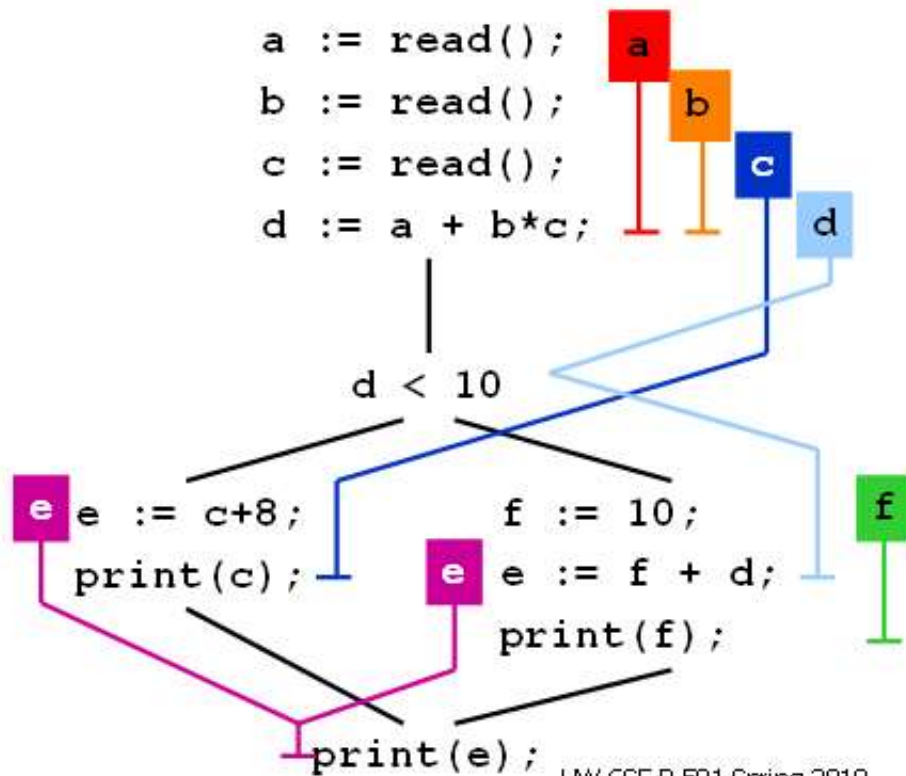 a := read(); a
b := read(); b
c := read(); c
d := a + b*c; d
d < 10
e e := c+8;
print(c);
f := 10; f
e e := f + d;
print(f);
print(e);